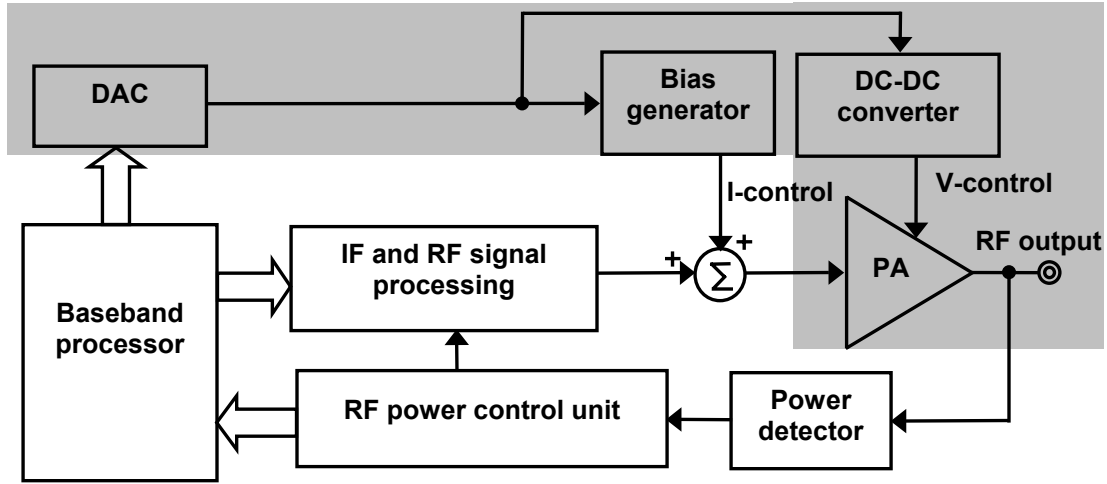 DAC
Bias
generator
DC-DC
converter
I-control
V-control
IF and RF signal
processing
+
+
Σ
PA
RF output
Baseband
processor
RF power control unit
Power
detector